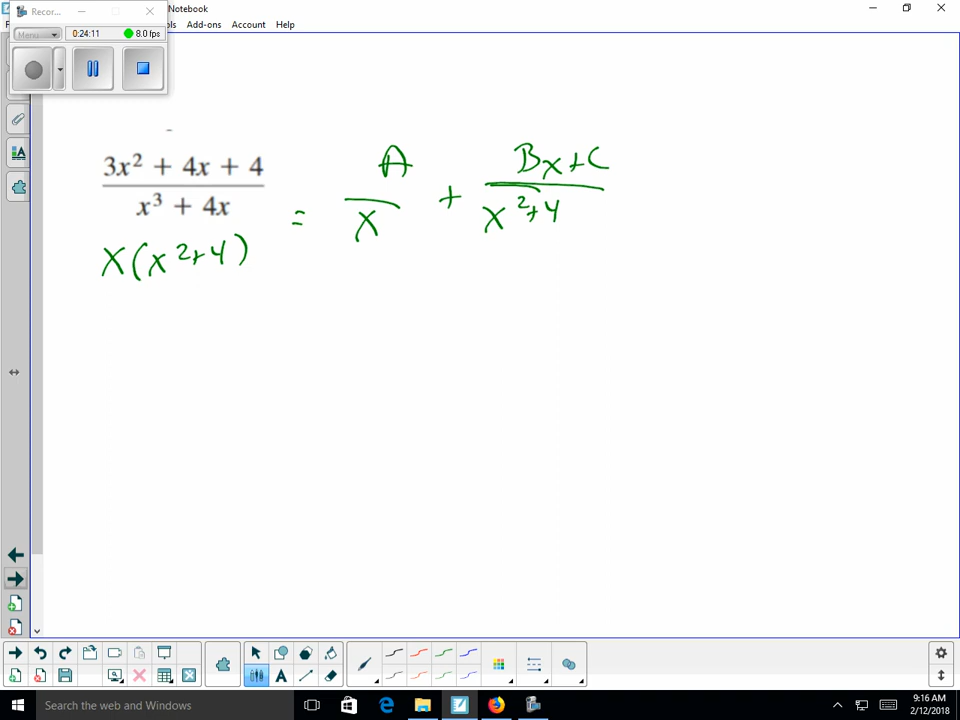 Recor...
Notebook
Menu
0:24:11
8.0 fps
Add-ons Account Help
3x² + 4x + 4
x³ + 4x
=
A
x
+
Bx+C
x²+4
x(x²+4)
A
A
Search the web and Windows
9:16 AM
2/12/2018